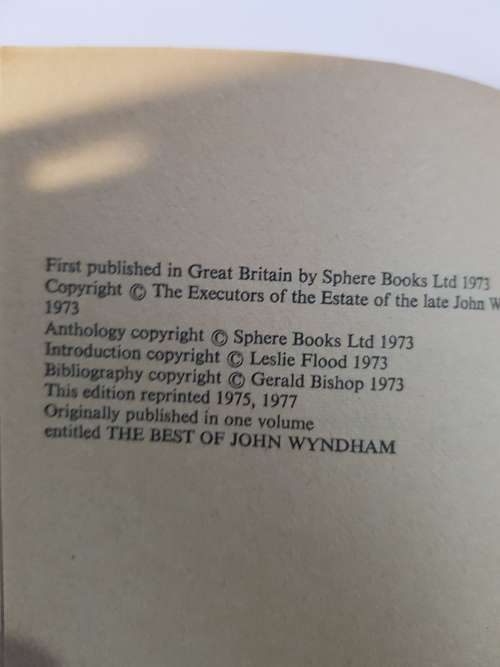 First published in Great Britain by Sphere Books Ltd 1973
Copyright © The Executors of the Estate of the late John W
1973
Anthology copyright © Sphere Books Ltd 1973
Introduction copyright © Leslie Flood 1973
Bibliography copyright © Gerald Bishop 1973
This edition reprinted 1975, 1977
Originally published in one volume
entitled THE BEST OF JOHN WYNDHAM